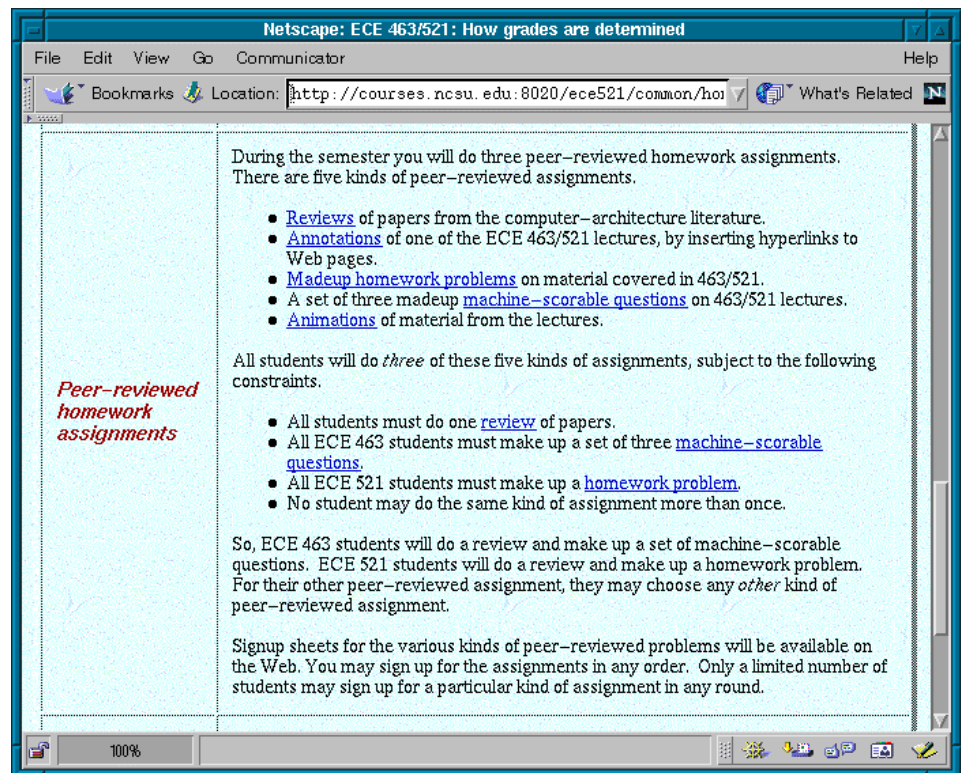 Netscape: ECE 463/521: How grades are determined
File Edit View Go Communicator Help
Bookmarks Location: http://courses.ncsu.edu:8020/ece521/common/hor What's Related N
During the semester you will do three peer-reviewed homework assignments.
There are five kinds of peer-reviewed assignments.
● Reviews of papers from the computer-architecture literature.
● Annotations of one of the ECE 463/521 lectures, by inserting hyperlinks to
Web pages.
● Madeup homework problems on material covered in 463/521.
● A set of three madeup machine-scorable questions on 463/521 lectures.
● Animations of material from the lectures.
All students will do three of these five kinds of assignments, subject to the following
constraints.
Peer-reviewed
homework
assignments
● All students must do one review of papers.
● All ECE 463 students must make up a set of three machine-scorable
questions.
● All ECE 521 students must make up a homework problem.
● No student may do the same kind of assignment more than once.
So, ECE 463 students will do a review and make up a set of machine-scorable
questions. ECE 521 students will do a review and make up a homework problem.
For their other peer-reviewed assignment, they may choose any other kind of
peer-reviewed assignment.
Signup sheets for the various kinds of peer-reviewed problems will be available on
the Web. You may sign up for the assignments in any order. Only a limited number of
students may sign up for a particular kind of assignment in any round.
100%